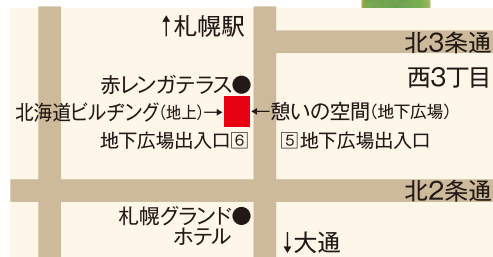 ↑札幌駅
北3条通
赤レンガテラス●
西3丁目
北海道ビルヂング(地上)→
←憩いの空間(地下広場)
地下広場出入口6
5地下広場出入口
北2条通
札幌グランド●
ホテル
↓大通